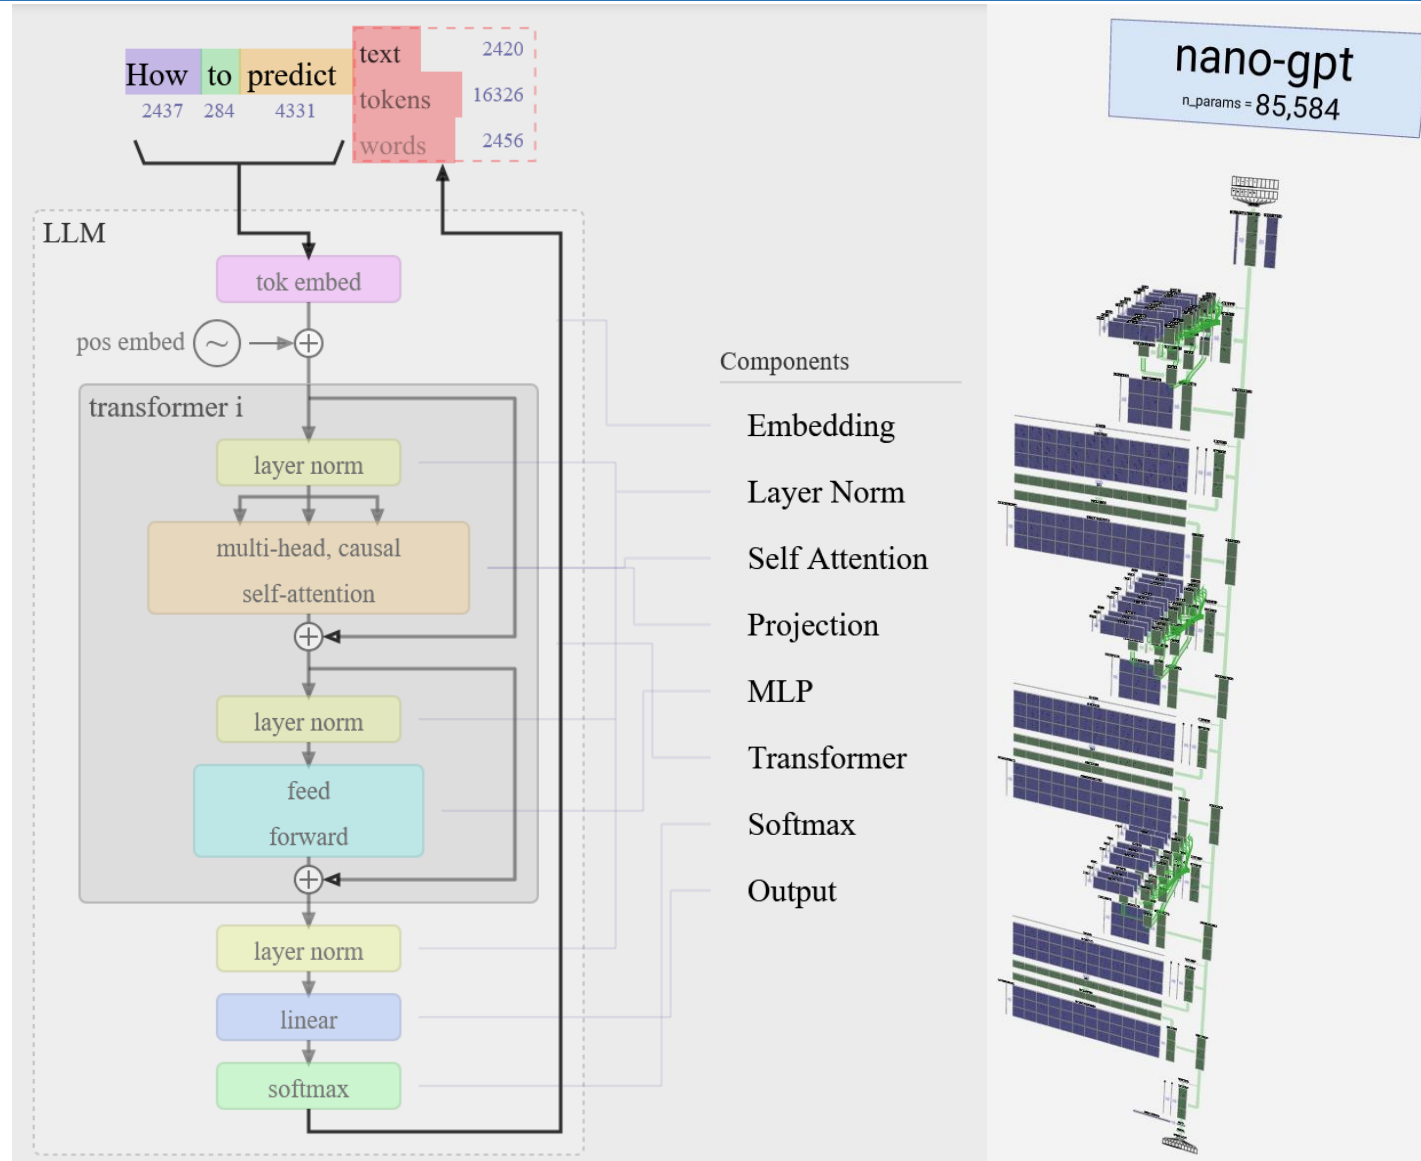 How to predict
2437 284 4331
text 2420
tokens 16326
words 2456
LLM
tok embed
pos embed
transformer i
layer norm
multi-head, causal
self-attention
layer norm
feed
forward
layer norm
linear
softmax
Components
Embedding
Layer Norm
Self Attention
Projection
MLP
Transformer
Softmax
Output
nano-gpt
n_params = 85,584